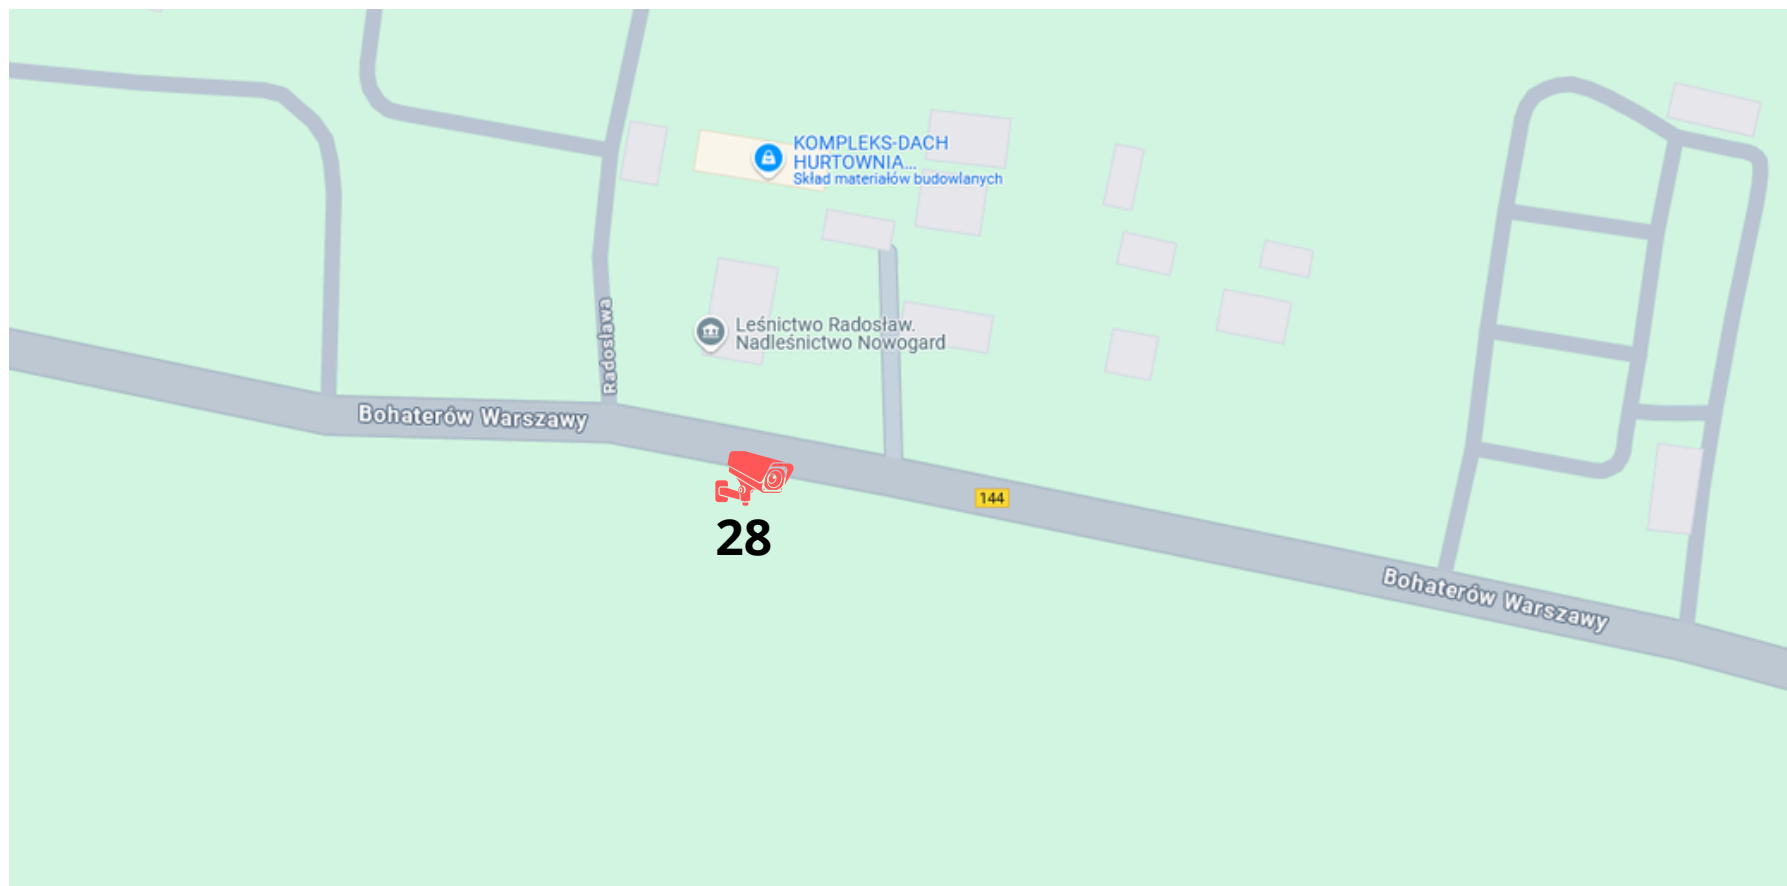 KOMPLEKS-DACH
HURTOWNIA...
Skład materiałów budowlanych
Radosława
Leśnictwo Radosław.
Nadleśnictwo Nowogard
Bohaterów Warszawy
144
28
Bohaterów Warszawy